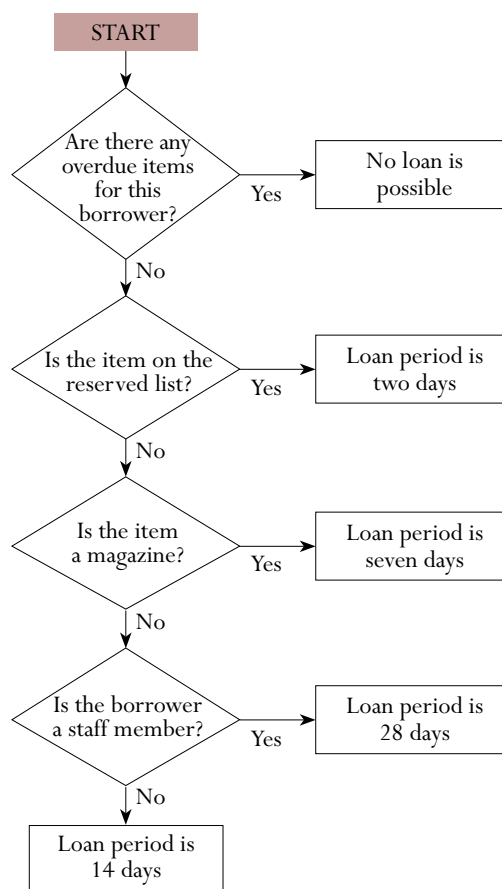 START
Are there any
overdue items
for this
borrower?
Yes
No loan is
possible
No
Is the item on the
reserved list?
Yes
Loan period is
two days
No
Is the item
a magazine?
Yes
Loan period is
seven days
No
Is the borrower
a staff member?
Yes
Loan period is
28 days
No
Loan period is
14 days